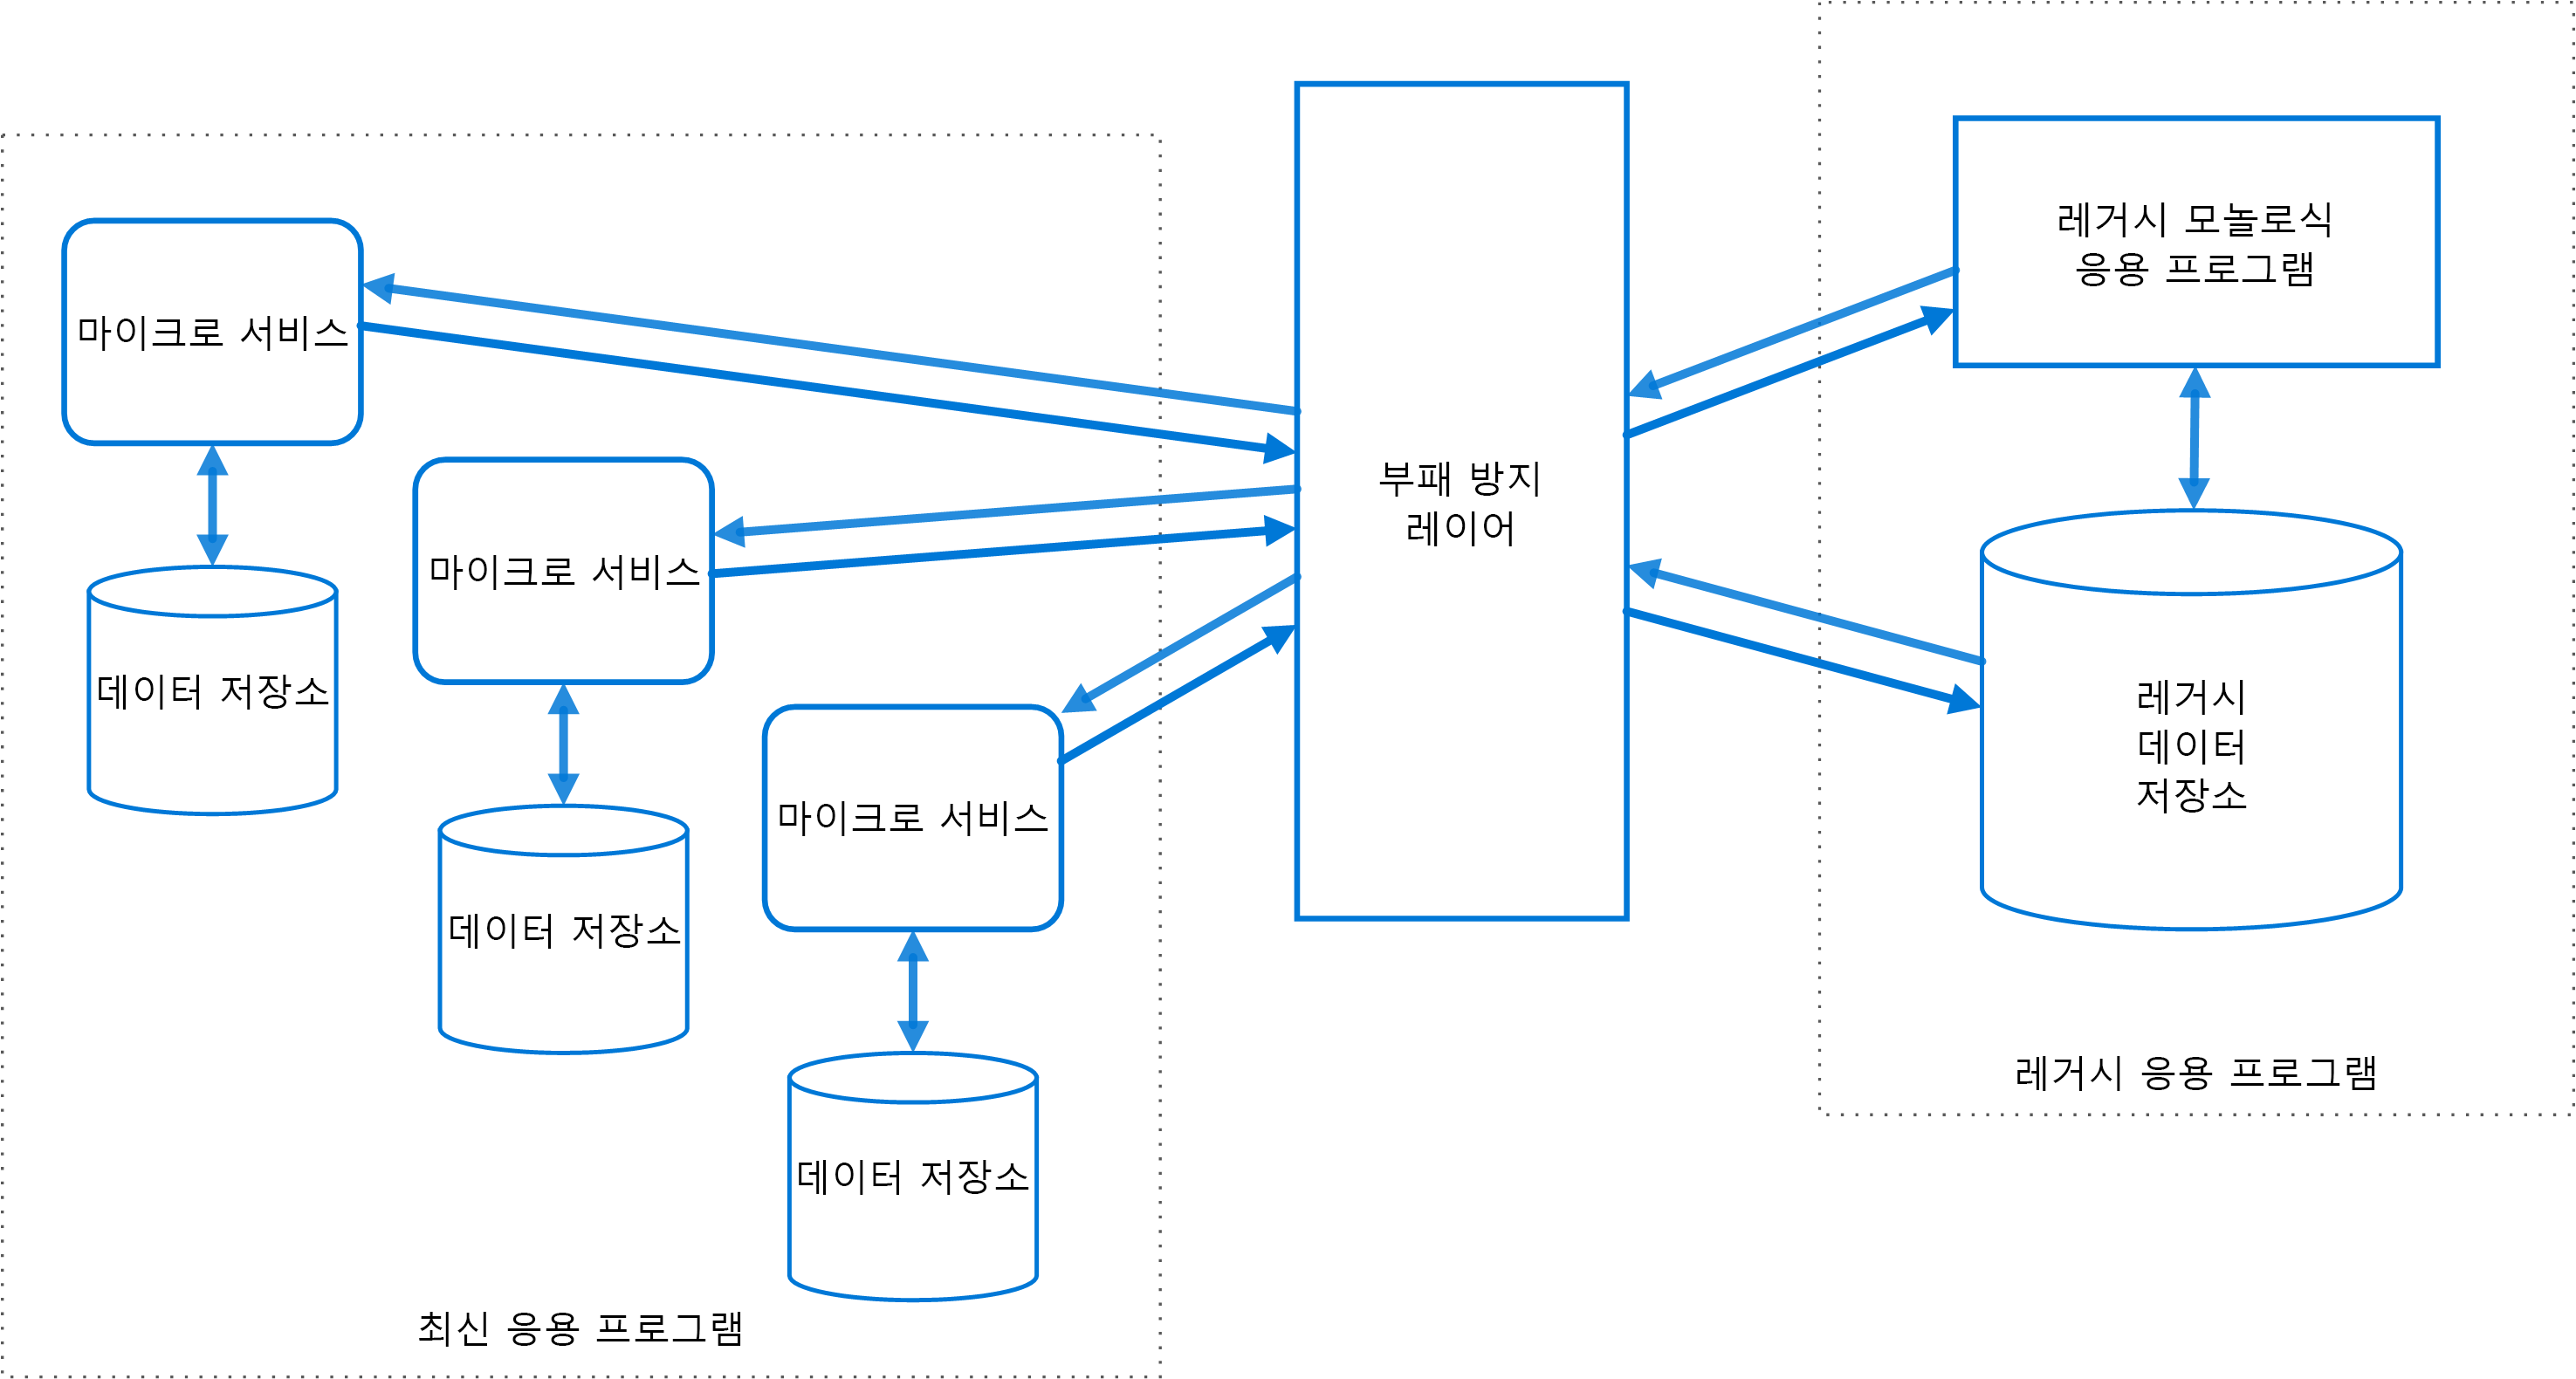 마이크로 서비스
데이터 저장소
마이크로 서비스
데이터 저장소
마이크로 서비스
데이터 저장소
최신 응용 프로그램
부패 방지
레이어
레거시 모놀로식
응용 프로그램
레거시
데이터
저장소
레거시 응용 프로그램